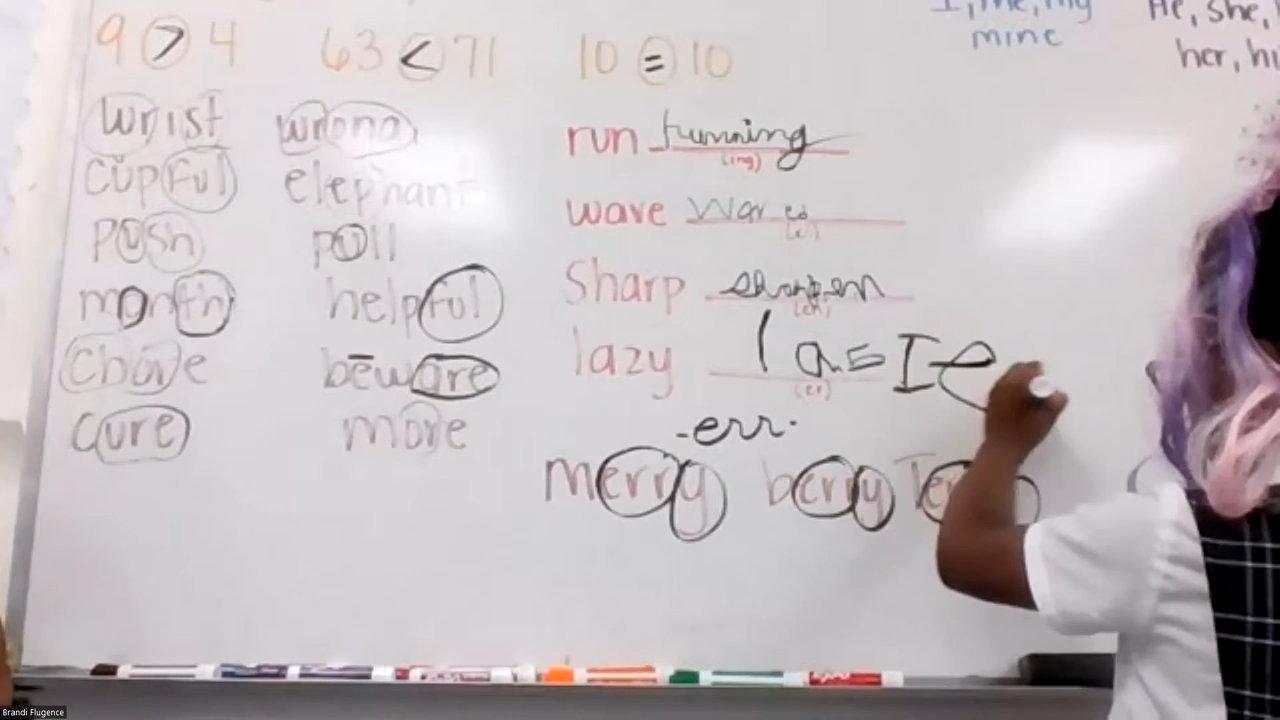 I, me, my
mine
He, she,
her, hi
9 > 4 63 < 71 10 = 10
wrist wrong
cupful elephant
push poll
month helpful
above beware
cure more
run running
(ing)
wave
sharp sharpen
(en)
lazy
(er)
-err-
merry berry
Brandi Flugence